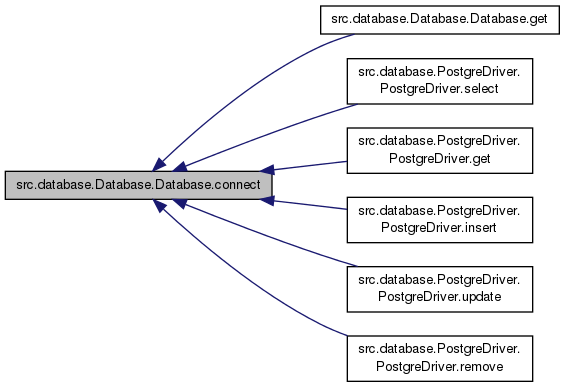 src.database.Database.Database.get
src.database.PostgreDriver.
PostgreDriver.select
src.database.PostgreDriver.
PostgreDriver.get
src.database.Database.Database.connect
src.database.PostgreDriver.
PostgreDriver.insert
src.database.PostgreDriver.
PostgreDriver.update
src.database.PostgreDriver.
PostgreDriver.remove